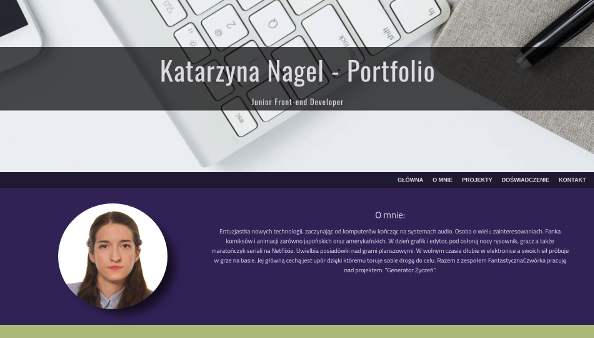 Katarzyna Nagel - Portfolio
Junior Front-end Developer
GŁÓWNA O MNIE PROJEKTY DOŚWIADCZENIE KONTAKT
O mnie:
Entuzjastka nowych technologii, zaczynając od komputerów kończąc na systemach audio. Osoba o wielu zainteresowaniach. Fanka
komiksów i animacji zarówno japońskich oraz amerykańskich. W dzień grafik i edytor, pod osłoną nocy rysownik, gracz a także
maratończyk seriali na Netflixie. Uwielbia posiadówki nad grami planszowymi. W wolnym czasie dłubie w elektronice a swoich sił próbuje
w grze na basie. Jej główną cechą jest upór dzięki któremu toruje sobie drogę do celu. Razem z zespołem FantastycznaCzwórka pracują
nad projektem: "Generator Życzeń".